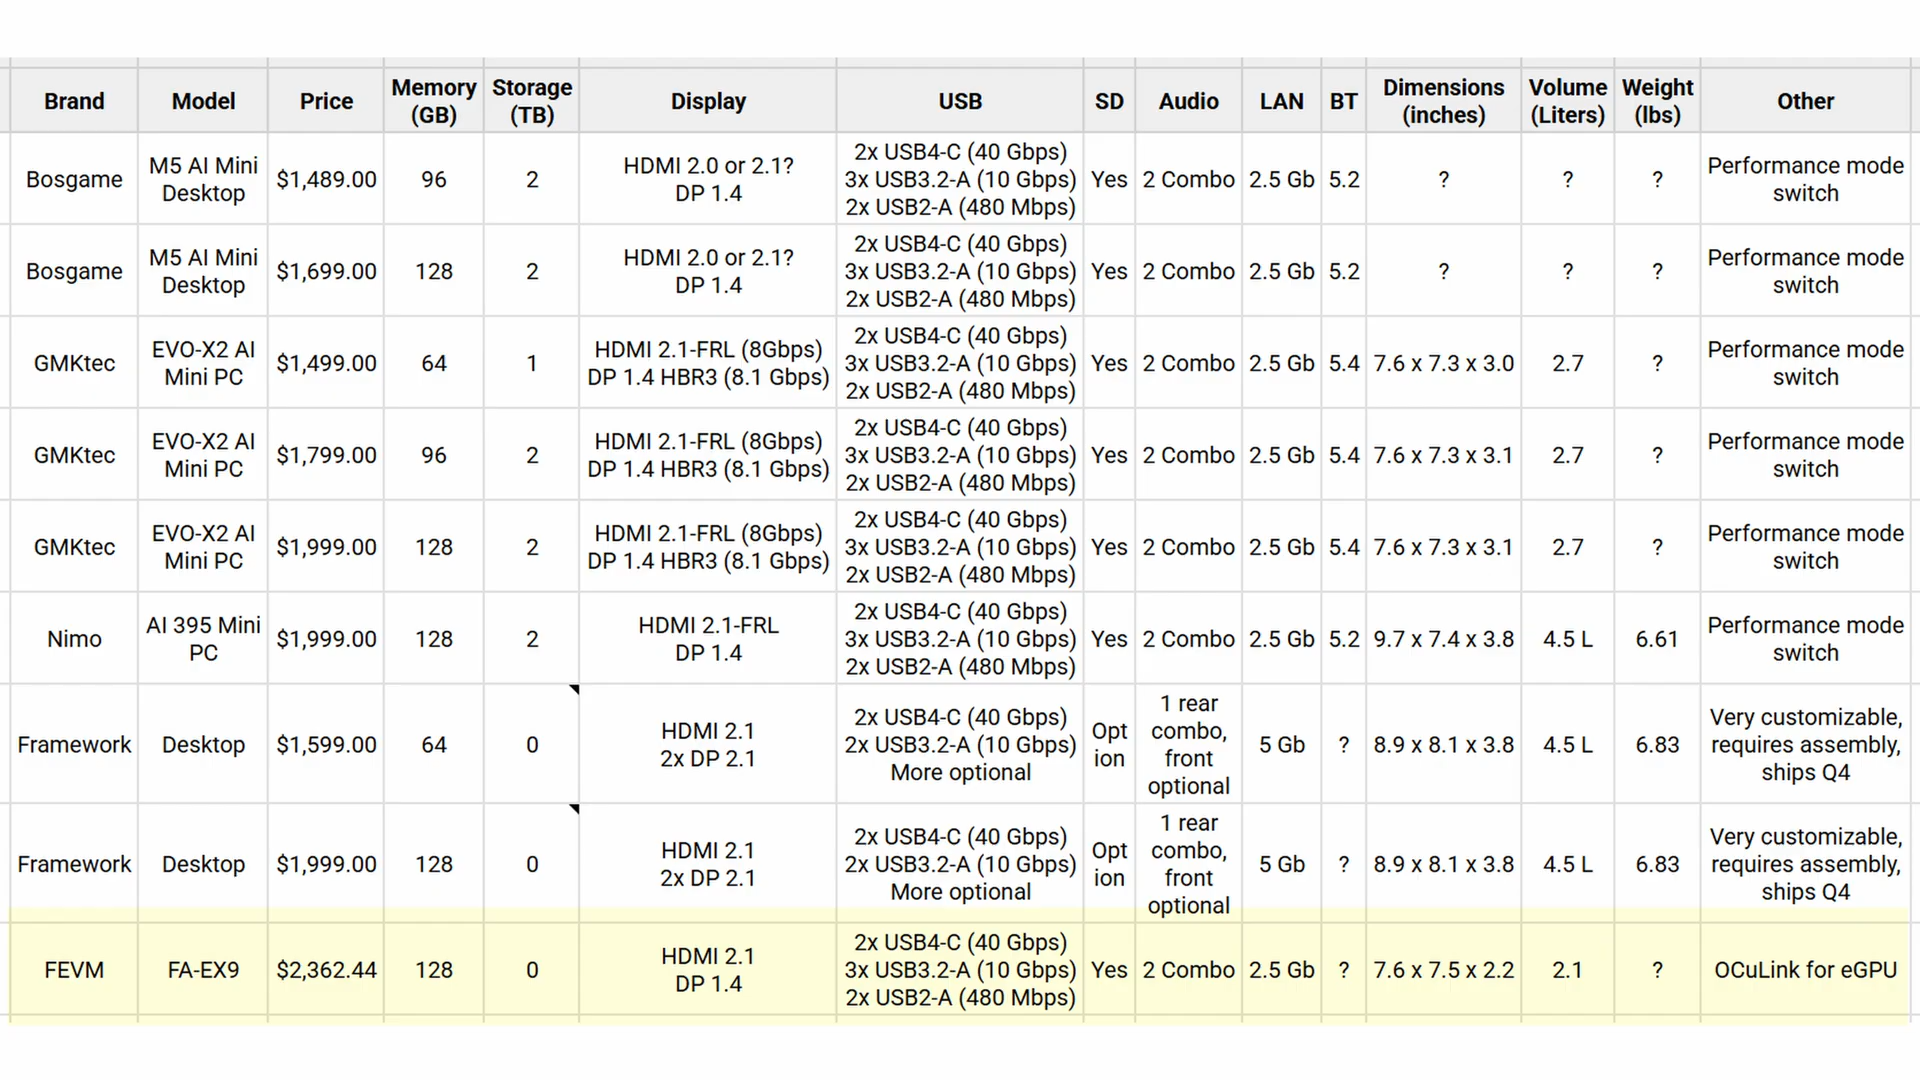 Brand Model Price Memory (GB) Storage (TB) Display USB SD Audio LAN BT Dimensions (inches) Volume (Liters) Weight (lbs) Other
Bosgame M5 AI Mini Desktop $1,489.00 96 2 HDMI 2.0 or 2.1? DP 1.4 2x USB4-C (40 Gbps) 3x USB3.2-A (10 Gbps) 2x USB2-A (480 Mbps) Yes 2 Combo 2.5 Gb 5.2 ? ? ? Performance mode switch
Bosgame M5 AI Mini Desktop $1,699.00 128 2 HDMI 2.0 or 2.1? DP 1.4 2x USB4-C (40 Gbps) 3x USB3.2-A (10 Gbps) 2x USB2-A (480 Mbps) Yes 2 Combo 2.5 Gb 5.2 ? ? ? Performance mode switch
GMKtec EVO-X2 AI Mini PC $1,499.00 64 1 HDMI 2.1-FRL (8Gbps) DP 1.4 HBR3 (8.1 Gbps) 2x USB4-C (40 Gbps) 3x USB3.2-A (10 Gbps) 2x USB2-A (480 Mbps) Yes 2 Combo 2.5 Gb 5.4 7.6 x 7.3 x 3.0 2.7 ? Performance mode switch
GMKtec EVO-X2 AI Mini PC $1,799.00 96 2 HDMI 2.1-FRL (8Gbps) DP 1.4 HBR3 (8.1 Gbps) 2x USB4-C (40 Gbps) 3x USB3.2-A (10 Gbps) 2x USB2-A (480 Mbps) Yes 2 Combo 2.5 Gb 5.4 7.6 x 7.3 x 3.1 2.7 ? Performance mode switch
GMKtec EVO-X2 AI Mini PC $1,999.00 128 2 HDMI 2.1-FRL (8Gbps) DP 1.4 HBR3 (8.1 Gbps) 2x USB4-C (40 Gbps) 3x USB3.2-A (10 Gbps) 2x USB2-A (480 Mbps) Yes 2 Combo 2.5 Gb 5.4 7.6 x 7.3 x 3.1 2.7 ? Performance mode switch
Nimo AI 395 Mini PC $1,999.00 128 2 HDMI 2.1-FRL DP 1.4 2x USB4-C (40 Gbps) 3x USB3.2-A (10 Gbps) 2x USB2-A (480 Mbps) Yes 2 Combo 2.5 Gb 5.2 9.7 x 7.4 x 3.8 4.5 L 6.61 Performance mode switch
Framework Desktop $1,599.00 64 0 HDMI 2.1 2x DP 2.1 2x USB4-C (40 Gbps) 2x USB3.2-A (10 Gbps) More optional Opt ion 1 rear combo, front optional 5 Gb ? 8.9 x 8.1 x 3.8 4.5 L 6.83 Very customizable, requires assembly, ships Q4
Framework Desktop $1,999.00 128 0 HDMI 2.1 2x DP 2.1 2x USB4-C (40 Gbps) 2x USB3.2-A (10 Gbps) More optional Opt ion 1 rear combo, front optional 5 Gb ? 8.9 x 8.1 x 3.8 4.5 L 6.83 Very customizable, requires assembly, ships Q4
FEVM FA-EX9 $2,362.44 128 0 HDMI 2.1 DP 1.4 2x USB4-C (40 Gbps) 3x USB3.2-A (10 Gbps) 2x USB2-A (480 Mbps) Yes 2 Combo 2.5 Gb ? 7.6 x 7.5 x 2.2 2.1 ? OCuLink for eGPU